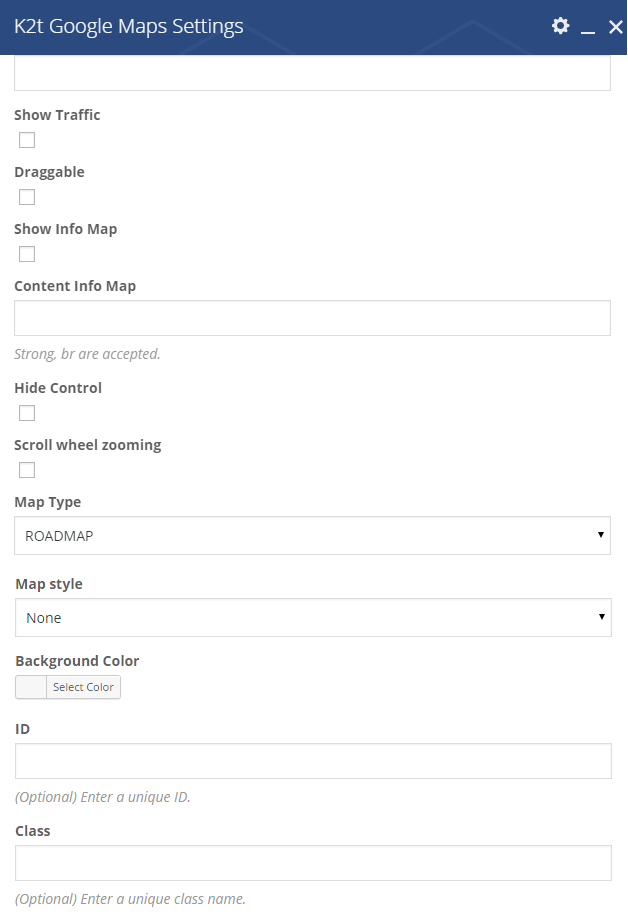 K2t Google Maps Settings
Show Traffic
Draggable
Show Info Map
Content Info Map
Strong, br are accepted.
Hide Control
Scroll wheel zooming
Map Type
ROADMAP
Map style
None
Background Color
Select Color
ID
(Optional) Enter a unique ID.
Class
(Optional) Enter a unique class name.